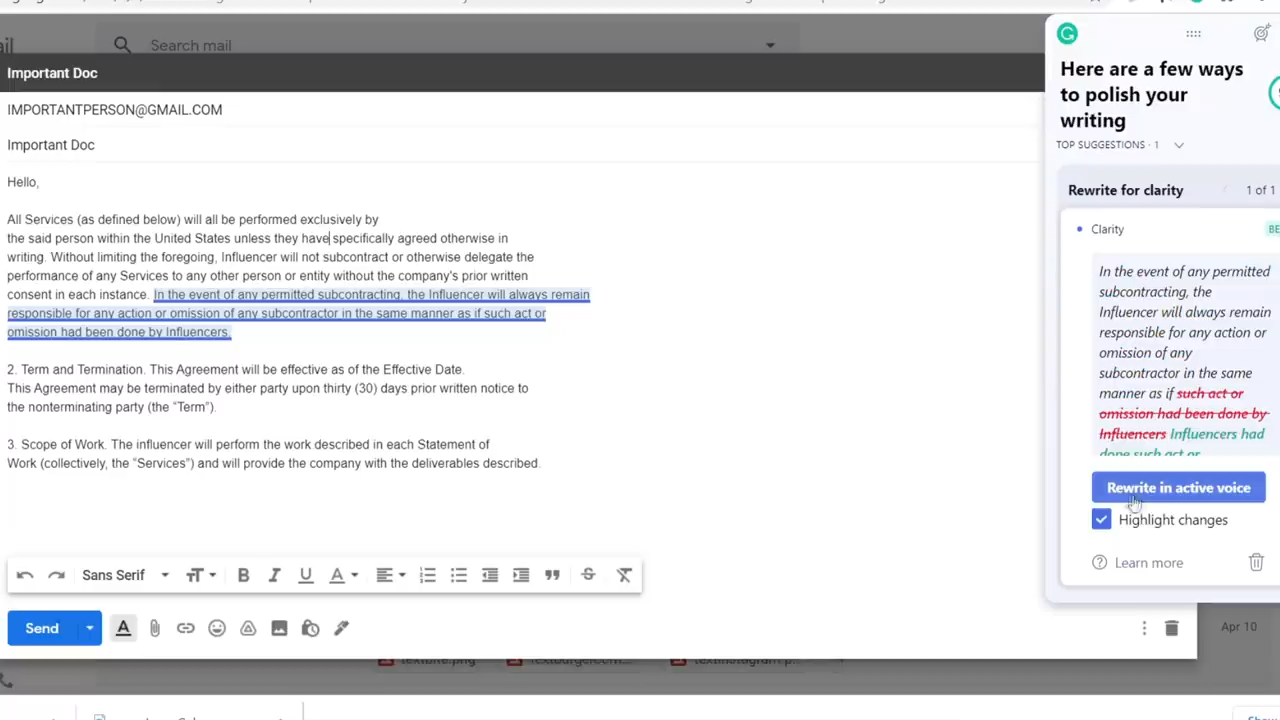 Search mail
Important Doc
IMPORTANTPERSON@GMAIL.COM
Important Doc
Hello,
All Services (as defined below) will all be performed exclusively by
the said person within the United States unless they have specifically agreed otherwise in
writing. Without limiting the foregoing, Influencer will not subcontract or otherwise delegate the
performance of any Services to any other person or entity without the company's prior written
consent in each instance. In the event of any permitted subcontracting, the Influencer will always remain
responsible for any action or omission of any subcontractor in the same manner as if such act or
omission had been done by Influencers.
2. Term and Termination. This Agreement will be effective as of the Effective Date.
This Agreement may be terminated by either party upon thirty (30) days prior written notice to
the nonterminating party (the “Term”).
3. Scope of Work. The influencer will perform the work described in each Statement of
Work (collectively, the “Services”) and will provide the company with the deliverables described.
Sans Serif
Send
Here are a few ways
to polish your
writing
TOP SUGGESTIONS · 1
Rewrite for clarity
1 of 1
Clarity
In the event of any permitted
subcontracting, the
Influencer will always remain
responsible for any action or
omission of any
subcontractor in the same
manner as if such act or
omission had been done by
Influencers Influencers had
done such act or
Rewrite in active voice
Highlight changes
Learn more
Apr 10